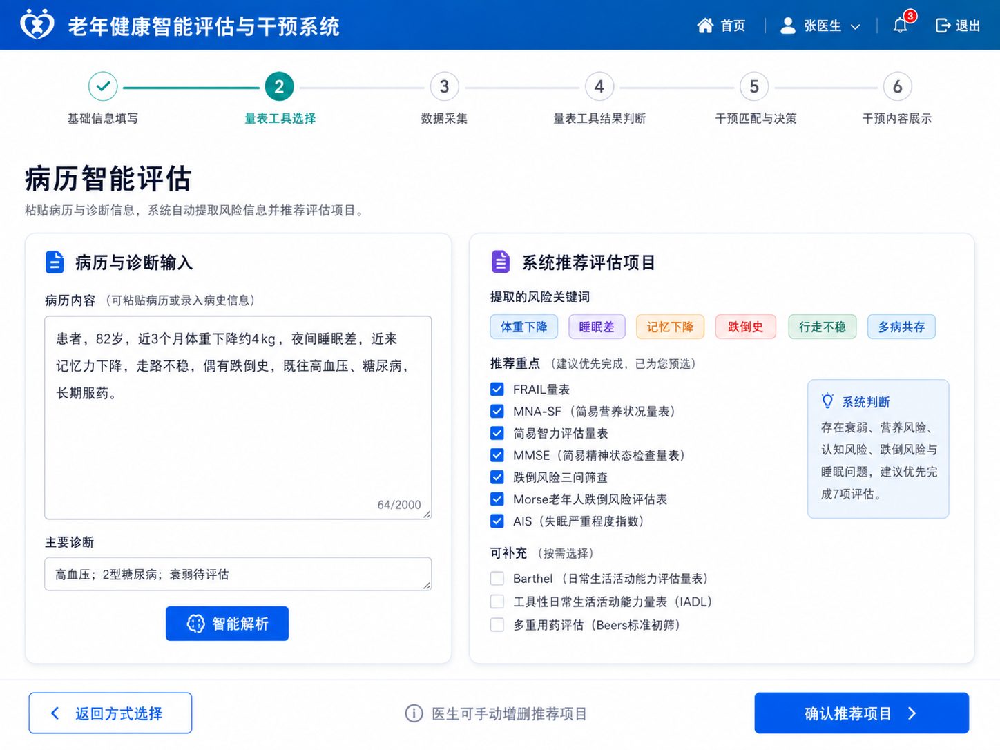 老年健康智能评估与干预系统
首页
张医生
3
退出
2
3
4
5
6
基础信息填写
量表工具选择
数据采集
量表工具结果判断
干预匹配与决策
干预内容展示
病历智能评估
粘贴病历与诊断信息，系统自动提取风险信息并推荐评估项目。
病历与诊断输入
病历内容（可粘贴病历或录入病史信息）
患者，82岁，近3个月体重下降约4kg，夜间睡眠差，近来
记忆力下降，走路不稳，偶有跌倒史，既往高血压、糖尿病，
长期服药。
64/2000
主要诊断
高血压；2型糖尿病；衰弱待评估
智能解析
系统推荐评估项目
提取的风险关键词
体重下降
睡眠差
记忆下降
跌倒史
行走不稳
多病共存
推荐重点（建议优先完成，已为您预选）
FRAIL量表
MNA-SF（简易营养状况量表）
简易智力评估量表
MMSE（简易精神状态检查量表）
跌倒风险三问筛查
Morse老年人跌倒风险评估表
AIS（失眠严重程度指数）
系统判断
存在衰弱、营养风险、
认知风险、跌倒风险与
睡眠问题，建议优先完
成7项评估。
可补充（按需选择）
Barthel（日常生活活动能力评估量表）
工具性日常生活活动能力量表（IADL）
多重用药评估（Beers标准初筛）
返回方式选择
医生可手动增删推荐项目
确认推荐项目